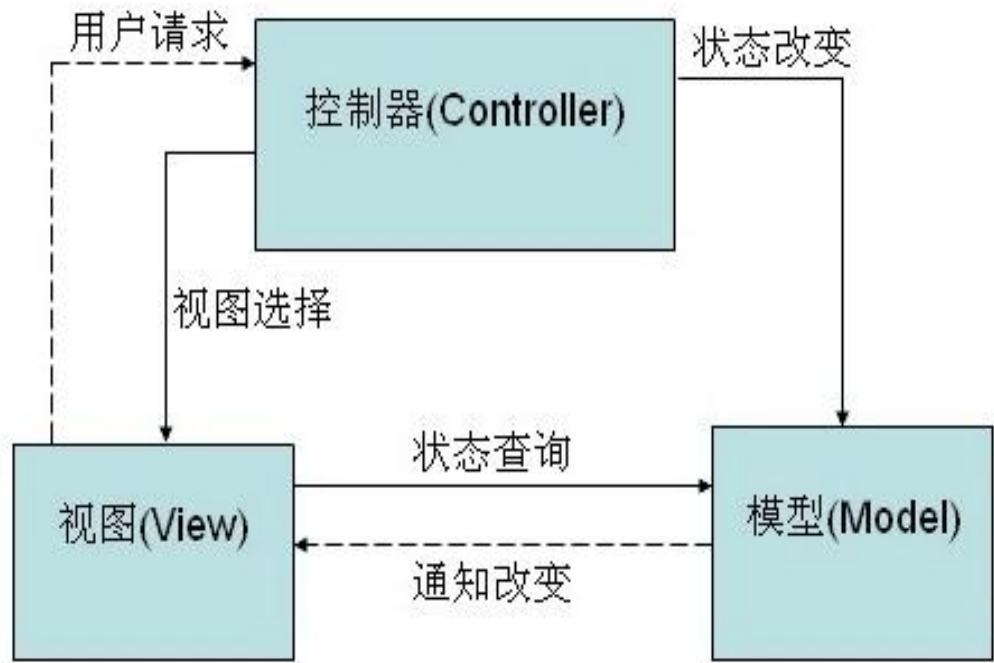 用户请求
状态改变
控制器(Controller)
视图选择
状态查询
视图(View)
模型(Model)
通知改变